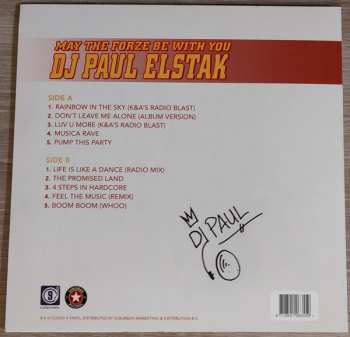 MAY THE FORZE BE WITH YOU
DJ PAUL ELSTAK
SIDE A
1. RAINBOW IN THE SKY (K&A'S RADIO BLAST)
2. DON'T LEAVE ME ALONE (ALBUM VERSION)
3. LUV U MORE (K&A'S RADIO BLAST)
4. MUSICA RAVE
5. PUMP THIS PARTY
SIDE B
1. LIFE IS LIKE A DANCE (RADIO MIX)
2. THE PROMISED LAND
3. 4 STEPS IN HARDCORE
4. FEEL THE MUSIC (REMIX)
5. BOOM BOOM (WHOO)
DJ PAUL